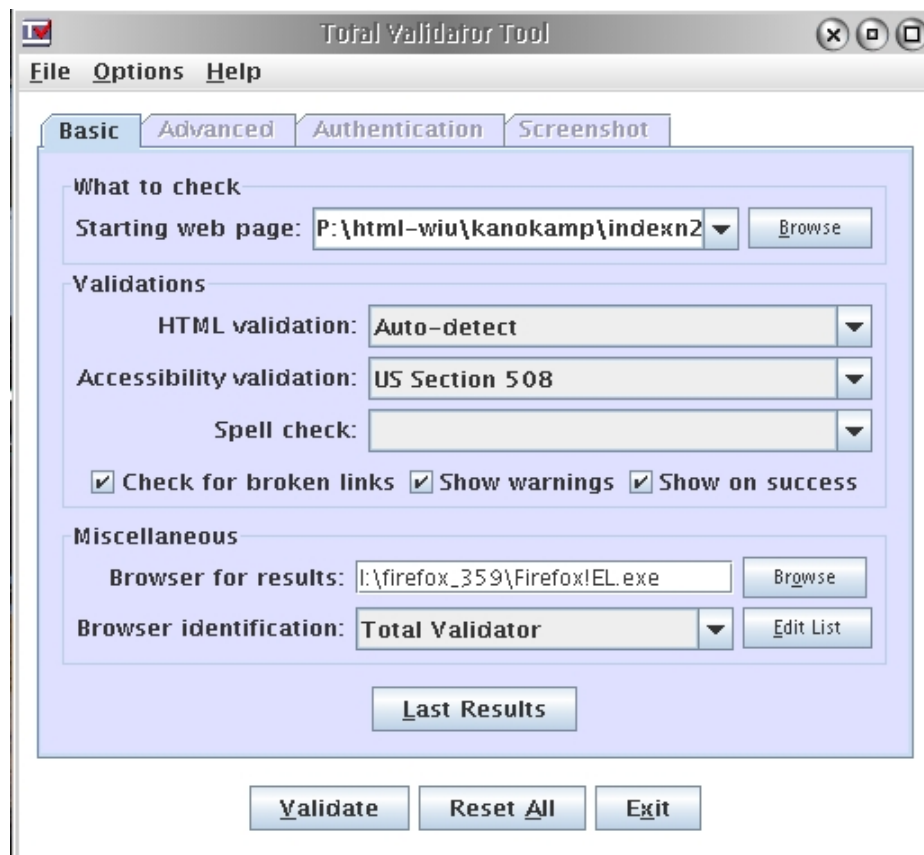 Total Validator Tool
File Options Help
Basic Advanced Authentication Screenshot
What to check
Starting web page: P:\html-wiu\kanokamp\indexn2 Browse
Validations
HTML validation: Auto-detect
Accessibility validation: US Section 508
Spell check:
Check for broken links Show warnings Show on success
Miscellaneous
Browser for results: I:\firefox_359\Firefox!EL.exe Browse
Browser identification: Total Validator Edit List
Last Results
Validate Reset All Exit